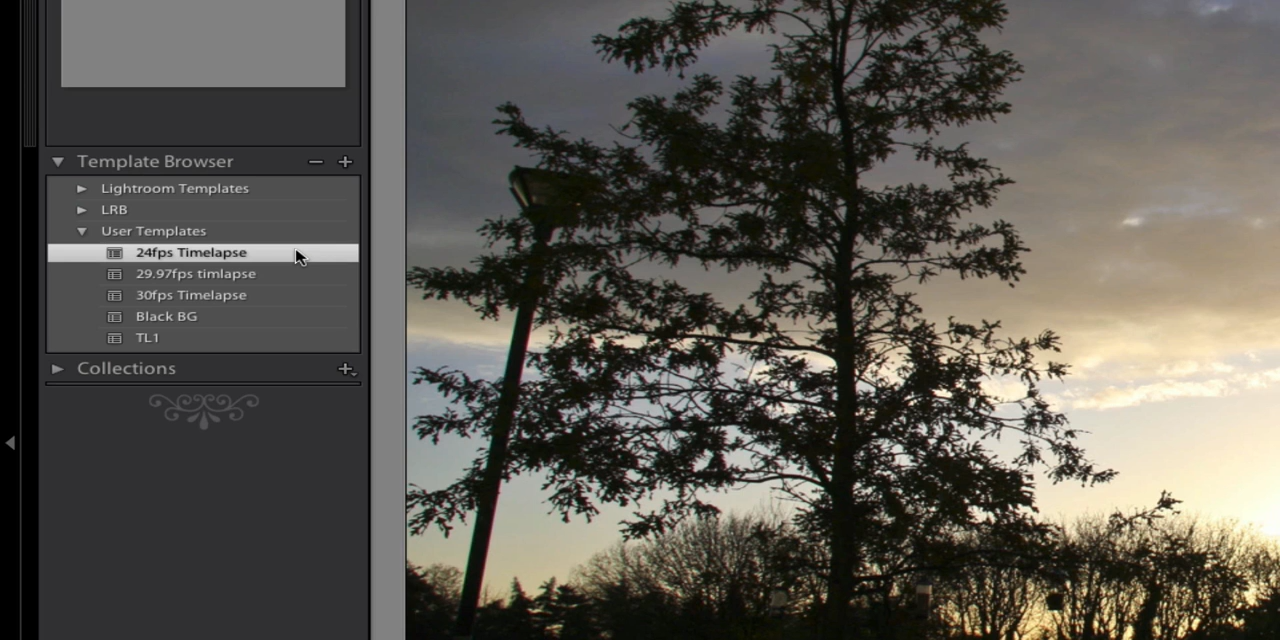 Template Browser
Lightroom Templates
LRB
User Templates
24fps Timelapse
29.97fps timlapse
30fps Timelapse
Black BG
TL1
Collections